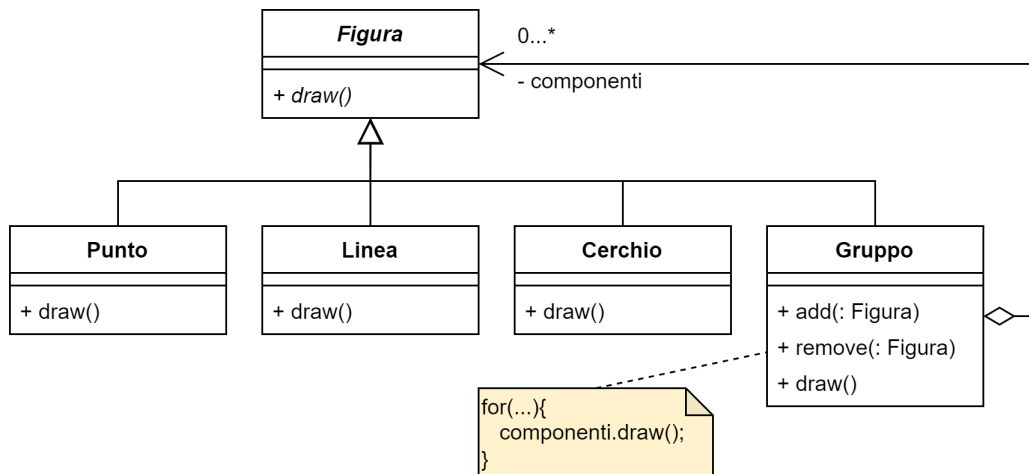 Figura
+ draw()
0...*
- componenti
Punto
+ draw()
Linea
+ draw()
Cerchio
+ draw()
Gruppo
+ add(: Figura)
+ remove(: Figura)
+ draw()
for(...){
componenti.draw();
}